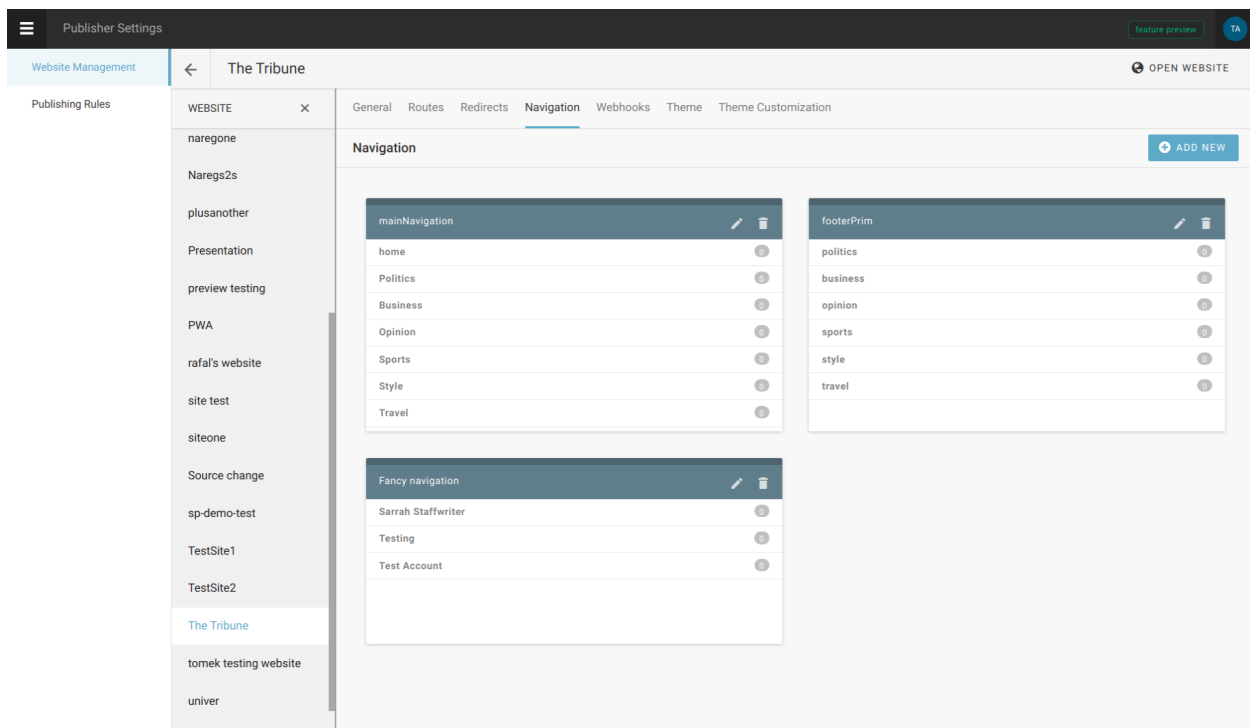 Publisher Settings
feature preview
TA
Website Management
Publishing Rules
The Tribune
OPEN WEBSITE
WEBSITE
naregone
Naregs2s
plusanother
Presentation
preview testing
PWA
rafal's website
site test
siteone
Source change
sp-demo-test
TestSite1
TestSite2
The Tribune
tomek testing website
univer
General Routes Redirects Navigation Webhooks Theme Theme Customization
Navigation
ADD NEW
mainNavigation
home 0
Politics 0
Business 0
Opinion 0
Sports 0
Style 0
Travel 0
footerPrim
politics 0
business 0
opinion 0
sports 0
style 0
travel 0
Fancy navigation
Sarrah Staffwriter 0
Testing 0
Test Account 0